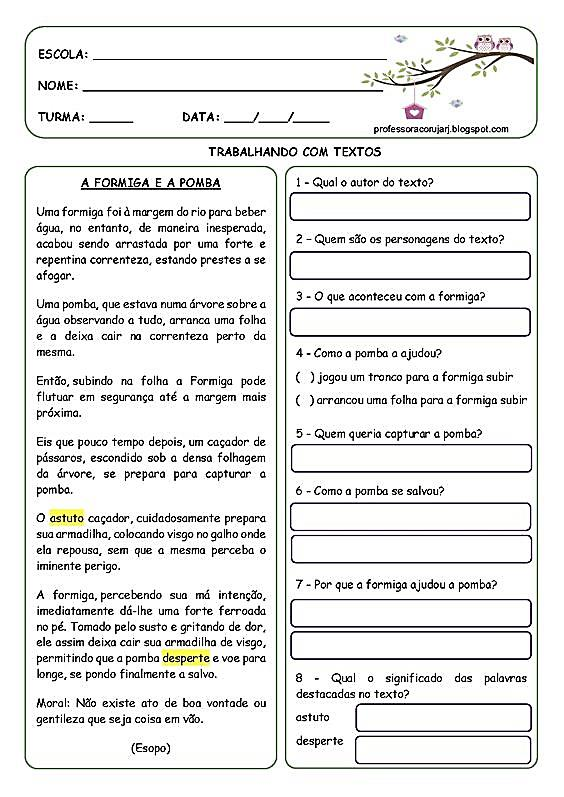 ESCOLA: ______________________________
NOME: ______________________________
TURMA: ______ DATA: ____/____/_____
professoracorujarj.blogspot.com
TRABALHANDO COM TEXTOS
A FORMIGA E A POMBA
Uma formiga foi à margem do rio para beber
água, no entanto, de maneira inesperada,
acabou sendo arrastada por uma forte e
repentina correnteza, estando prestes a se
afogar.
Uma pomba, que estava numa árvore sobre a
água observando a tudo, arranca uma folha
e a deixa cair na correnteza perto da
mesma.
Então, subindo na folha a Formiga pode
flutuar em segurança até a margem mais
próxima.
Eis que pouco tempo depois, um caçador de
pássaros, escondido sob a densa folhagem
da árvore, se prepara para capturar a
pomba.
O astuto caçador, cuidadosamente prepara
sua armadilha, colocando visgo no galho onde
ela repousa, sem que a mesma perceba o
iminente perigo.
A formiga, percebendo sua má intenção,
imediatamente dá-lhe uma forte ferroada
no pé. Tomado pelo susto e gritando de dor,
ele assim deixa cair sua armadilha de visgo,
permitindo que a pomba desperte e voe para
longe, se pondo finalmente a salvo.
Moral: Não existe ato de boa vontade ou
gentileza que seja coisa em vão.
(Esopo)
1 - Qual o autor do texto?
2 – Quem são os personagens do texto?
3 - O que aconteceu com a formiga?
4 - Como a pomba a ajudou?
( ) jogou um tronco para a formiga subir
( ) arrancou uma folha para a formiga subir
5 - Quem queria capturar a pomba?
6 - Como a pomba se salvou?
7 - Por que a formiga ajudou a pomba?
8 - Qual o significado das palavras
destacadas no texto?
astuto
desperte